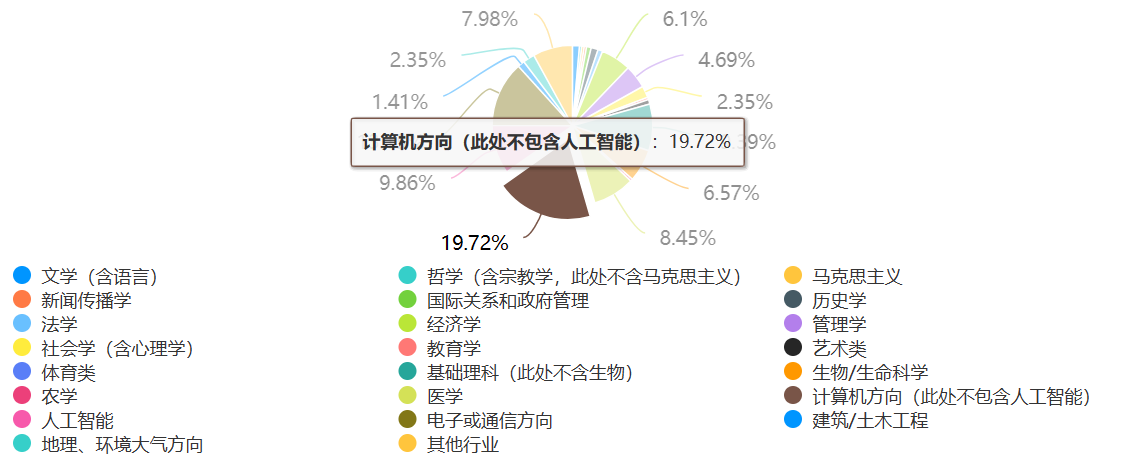 7.98%
6.1%
2.35%
4.69%
1.41%
2.35%
计算机方向（此处不包含人工智能）：19.72%
9.86%
6.57%
19.72%
8.45%
文学（含语言）
哲学（含宗教学，此处不含马克思主义）
马克思主义
新闻传播学
国际关系和政府管理
历史学
法学
经济学
管理学
社会学（含心理学）
教育学
艺术类
体育类
基础理科（此处不含生物）
生物/生命科学
农学
医学
计算机方向（此处不包含人工智能）
人工智能
电子或通信方向
建筑/土木工程
地理、环境大气方向
其他行业